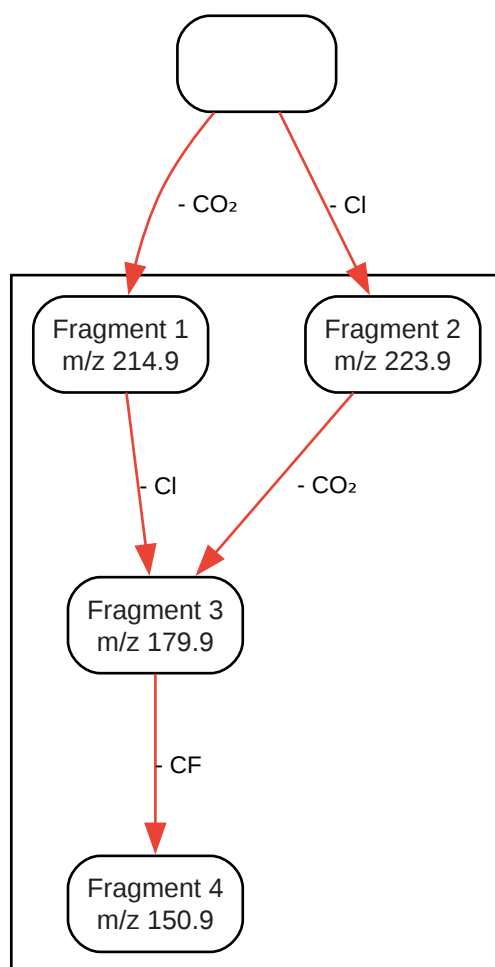 - CO₂
- Cl
Fragment 1
m/z 214.9
Fragment 2
m/z 223.9
- Cl
- CO₂
Fragment 3
m/z 179.9
- CF
Fragment 4
m/z 150.9